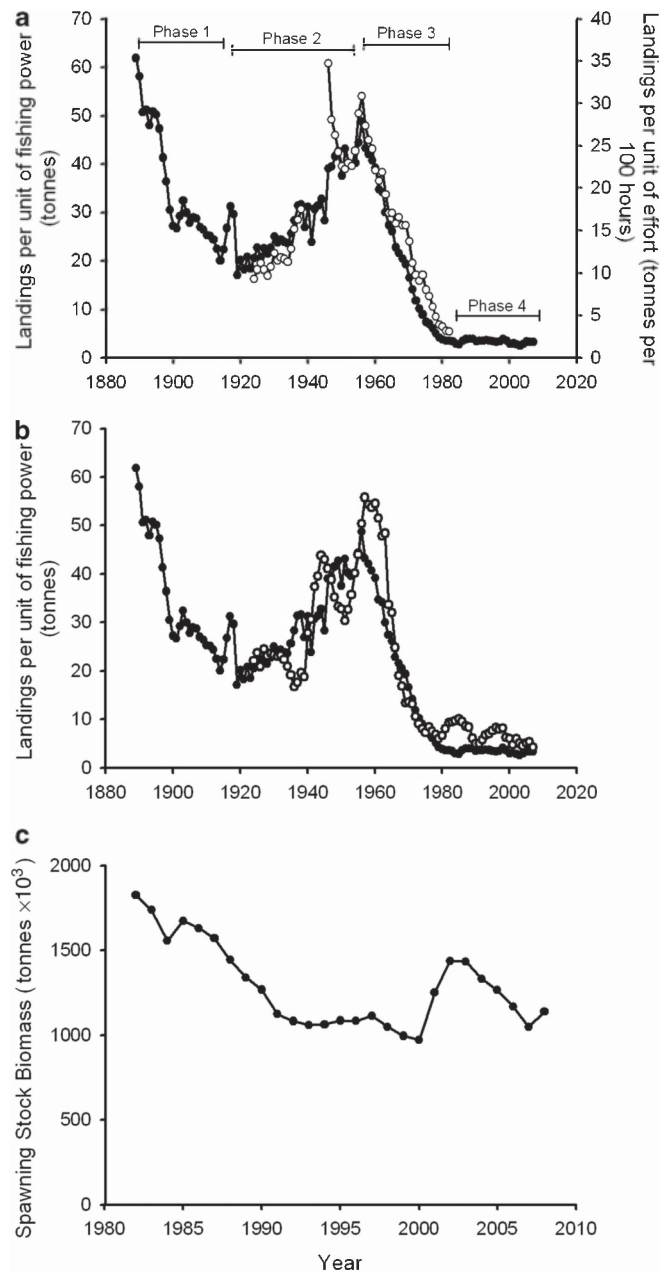 a
Phase 1
Phase 2
Phase 3
Phase 4
Landings per unit of fishing power
(tonnes)
70
60
50
40
30
20
10
0
Landings per unit of effort (tonnes per
100 hours)
40
35
30
25
20
15
10
5
0
1880 1900 1920 1940 1960 1980 2000 2020
b
Landings per unit of fishing power
(tonnes)
70
60
50
40
30
20
10
0
1880 1900 1920 1940 1960 1980 2000 2020
c
Spawning Stock Biomass ( tonnes ×10³)
2000
1500
1000
500
0
1980 1985 1990 1995 2000 2005 2010
Year